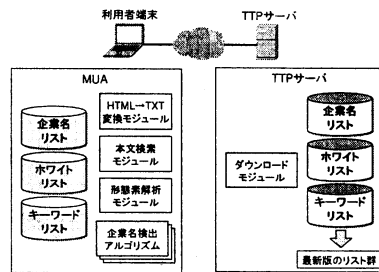 利用者端末
TTPサーバ
MUA
企業名
リスト
ホワイト
リスト
キーワード
リスト
HTML→TXT
変換モジュール
本文検索
モジュール
形態素解析
モジュール
企業名検出
アルゴリズム
TTPサーバ
ダウンロード
モジュール
企業名
リスト
ホワイト
リスト
キーワード
リスト
最新版のリスト群